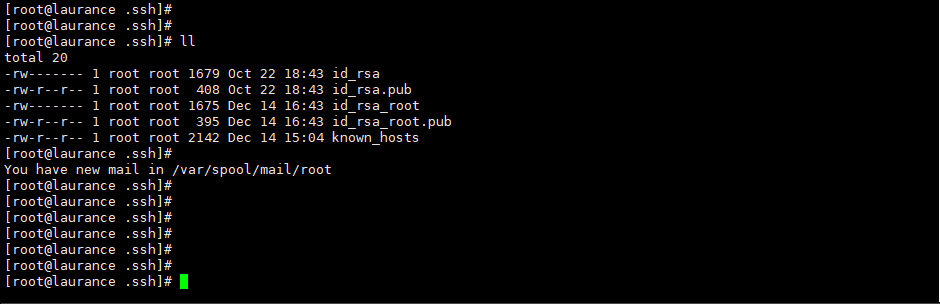 [root@laurance .ssh]#
[root@laurance .ssh]#
[root@laurance .ssh]# ll
total 20
-rw------- 1 root root 1679 Oct 22 18:43 id_rsa
-rw-r--r-- 1 root root  408 Oct 22 18:43 id_rsa.pub
-rw------- 1 root root 1675 Dec 14 16:43 id_rsa_root
-rw-r--r-- 1 root root  395 Dec 14 16:43 id_rsa_root.pub
-rw-r--r-- 1 root root 2142 Dec 14 15:04 known_hosts
[root@laurance .ssh]#
You have new mail in /var/spool/mail/root
[root@laurance .ssh]#
[root@laurance .ssh]#
[root@laurance .ssh]#
[root@laurance .ssh]#
[root@laurance .ssh]#
[root@laurance .ssh]#
[root@laurance .ssh]#